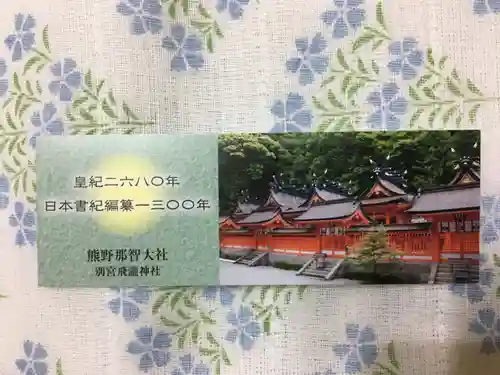 皇紀二六八〇年
日本書紀編纂一三〇〇年
熊野那智大社
別宮飛瀧神社